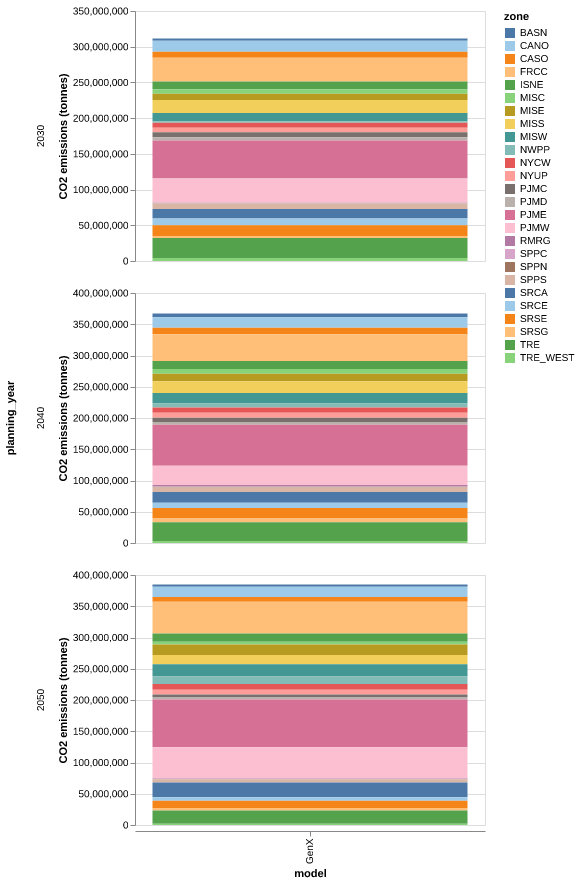 zone
BASN
CANO
CASO
FRCC
ISNE
MISC
MISE
MISS
MISW
NWPP
NYCW
NYUP
PJMC
PJMD
PJME
PJMW
RMRG
SPPC
SPPN
SPPS
SRCA
SRCE
SRSE
SRSG
TRE
TRE_WEST
planning_year
2030
CO2 emissions (tonnes)
350,000,000
300,000,000
250,000,000
200,000,000
150,000,000
100,000,000
50,000,000
0
2040
CO2 emissions (tonnes)
400,000,000
350,000,000
300,000,000
250,000,000
200,000,000
150,000,000
100,000,000
50,000,000
0
2050
CO2 emissions (tonnes)
400,000,000
350,000,000
300,000,000
250,000,000
200,000,000
150,000,000
100,000,000
50,000,000
0
GenX
model